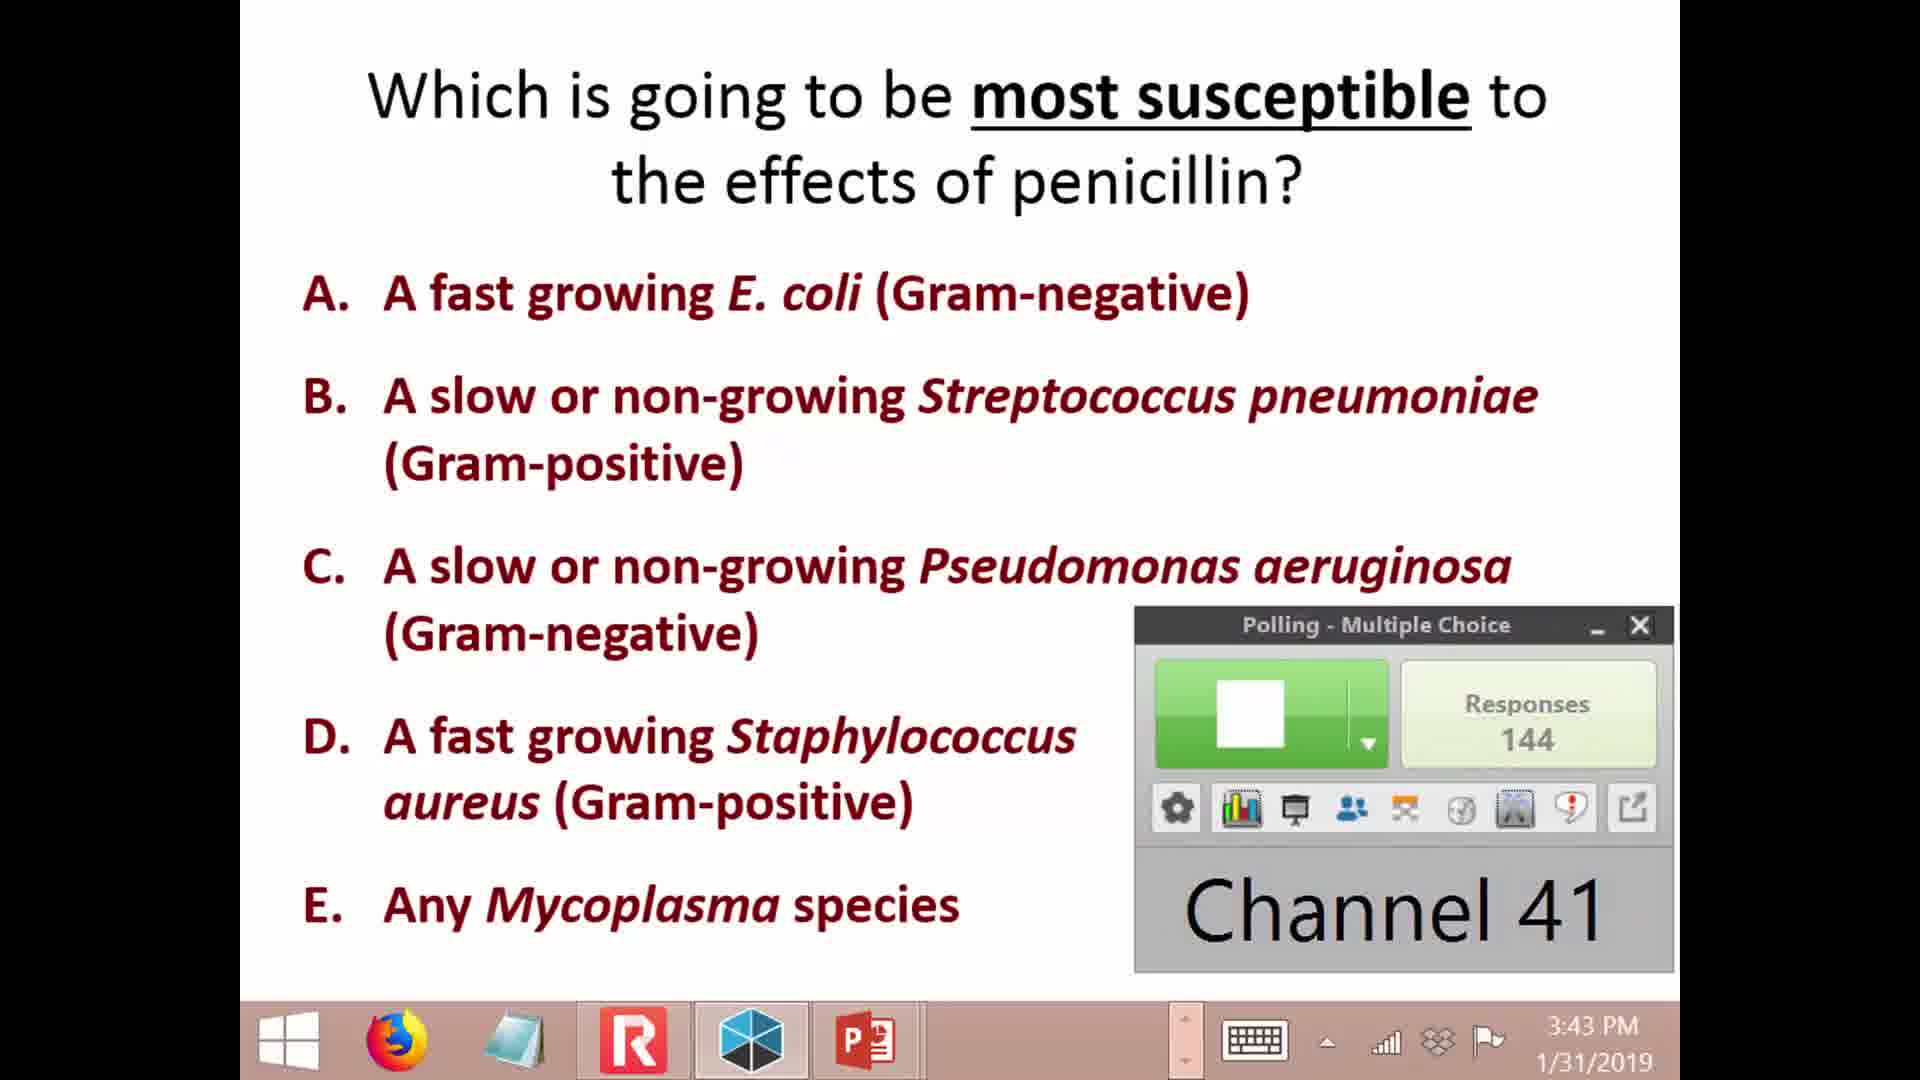 Which is going to be most susceptible to
the effects of penicillin?
A. A fast growing E. coli (Gram-negative)
B. A slow or non-growing Streptococcus pneumoniae
(Gram-positive)
C. A slow or non-growing Pseudomonas aeruginosa
(Gram-negative)
D. A fast growing Staphylococcus
aureus (Gram-positive)
E. Any Mycoplasma species
Polling - Multiple Choice
Responses
144
Channel 41
3:43 PM
1/31/2019